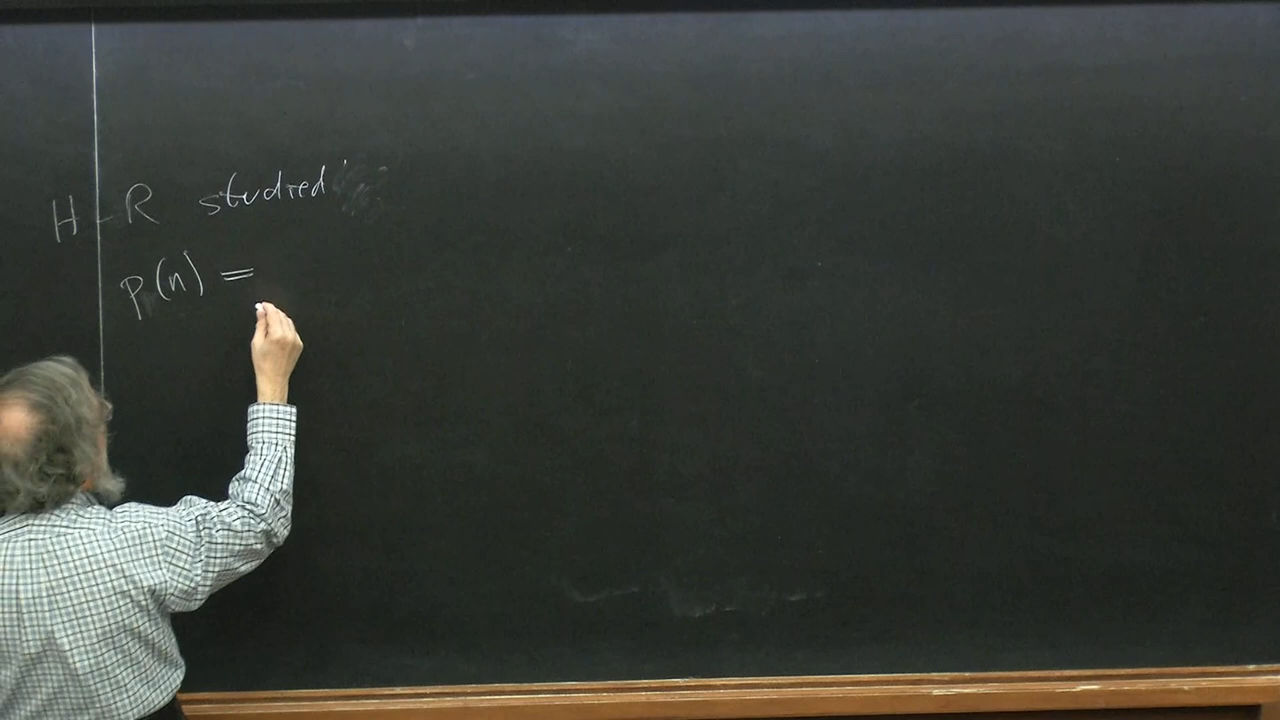 H-R studied
p(n) =